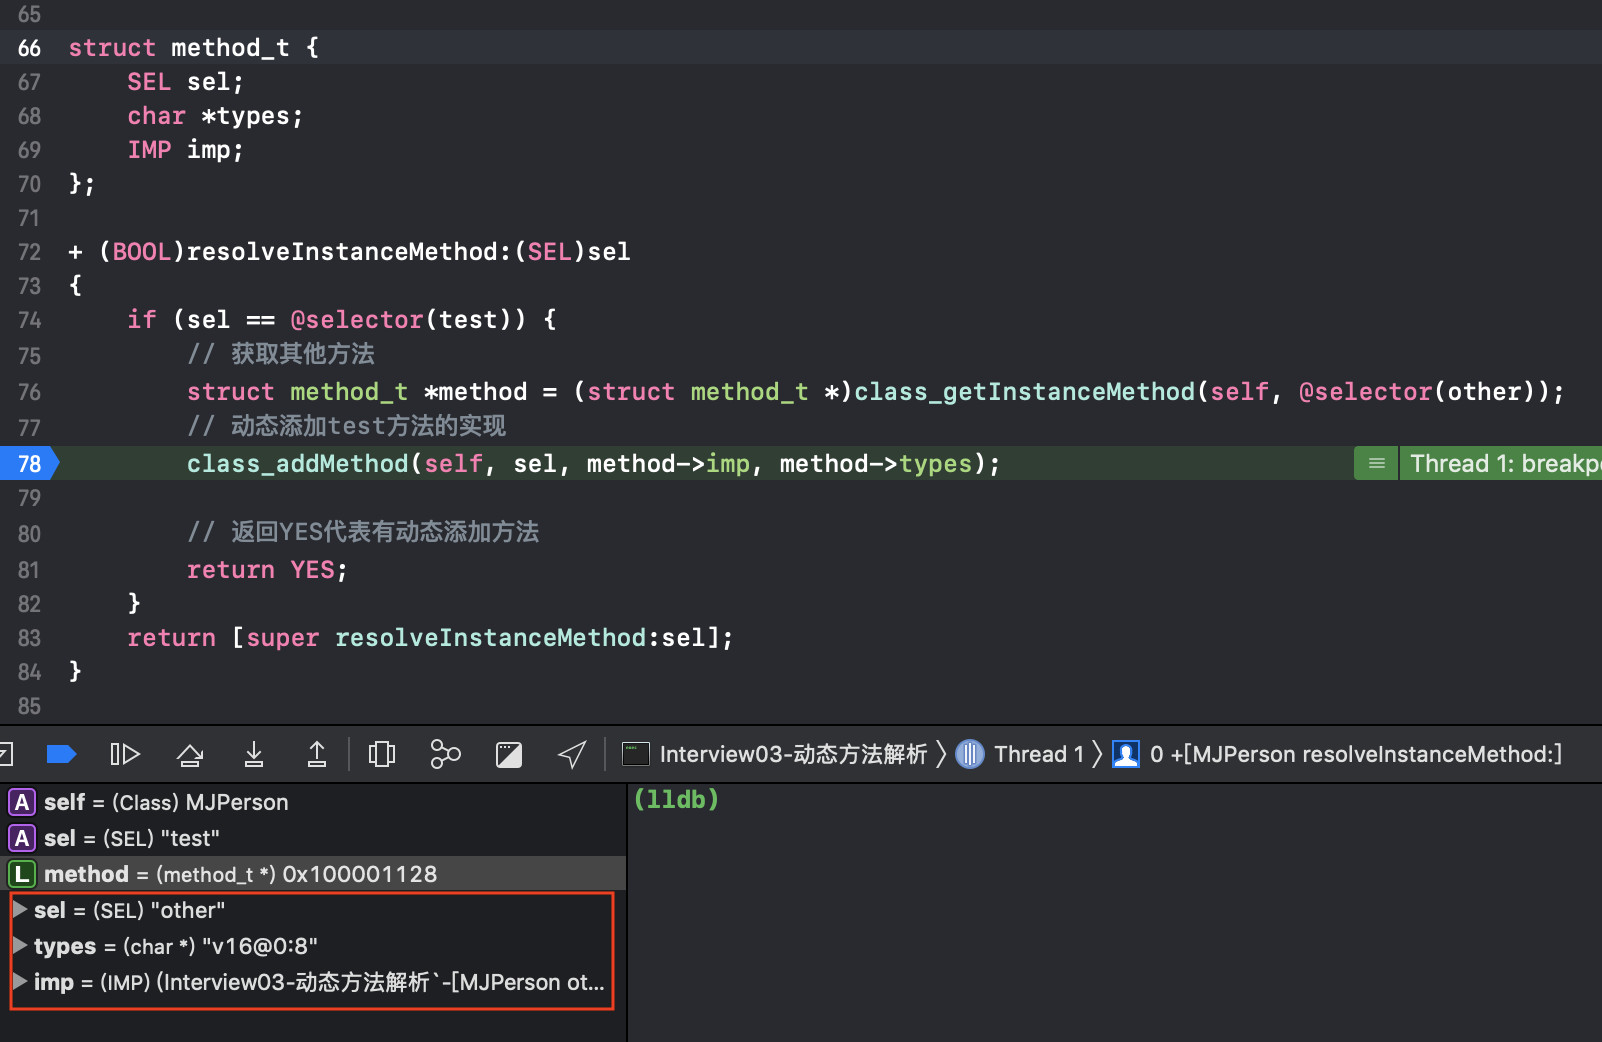 65
66 struct method_t {
67     SEL sel;
68     char *types;
69     IMP imp;
70 };
71
72 + (BOOL)resolveInstanceMethod:(SEL)sel
73 {
74     if (sel == @selector(test)) {
75         // 获取其他方法
76         struct method_t *method = (struct method_t *)class_getInstanceMethod(self, @selector(other));
77         // 动态添加test方法的实现
78         class_addMethod(self, sel, method->imp, method->types); Thread 1: breakp
79
80         // 返回YES代表有动态添加方法
81         return YES;
82     }
83     return [super resolveInstanceMethod:sel];
84 }
85
Interview03-动态方法解析 〉 Thread 1 〉 0 +[MJPerson resolveInstanceMethod:]
A self = (Class) MJPerson
A sel = (SEL) "test"
L method = (method_t *) 0x100001128
sel = (SEL) "other"
types = (char *) "v16@0:8"
imp = (IMP) (Interview03-动态方法解析`-[MJPerson ot...
(lldb)